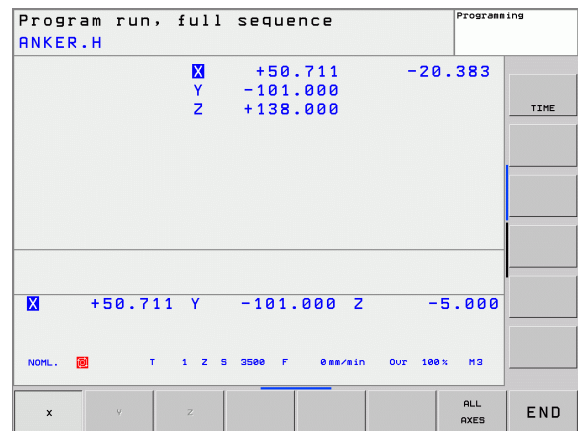 Program run, full sequence
Programming
ANKER.H
X +50.711 -20.383
Y -101.000
Z +138.000
TIME
X +50.711 Y -101.000 Z -5.000
NOML. T 1 Z S 3500 F 0mm/min Ovr 100% M3
X Y Z ALL AXES END